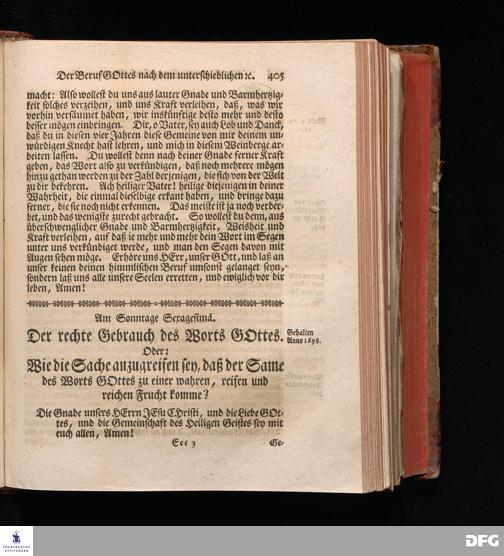 Der Beruf GOttes nach dem unterschiedlichen ꝛc. 405
macht: Also wollest du uns aus lauter Gnade und Barmhertzig-
keit solches verzeihen, und uns Kraft verleihen, daß, was wir
vorhin versäumet haben, wir inskünftige desto mehr und desto
besser mögen einbringen. Dir, o Vater, sey auch Lob und Danck,
daß du in diesen vier Jahren diese Gemeine von mir deinem un-
würdigen Knecht hast lehren, und mich in diesem Weinberge ar-
beiten lassen. Du wollest denn nach deiner Gnade ferner Kraft
geben, das Wort also zu verkündigen, daß noch mehrere mögen
hinzu gethan werden zu der Zahl derjenigen, die sich von der Welt
zu dir bekehren. Ach heiliger Vater! heilige diejenigen in deiner
Wahrheit, die einmal dieselbige erkant haben, und bringe dazu
ferner, die sie noch nicht erkennen. Das meiste ist ja noch verder-
bet, und das wenigste zurecht gebracht. So wollest du denn, aus
überschwenglicher Gnade und Barmhertzigkeit, Weisheit und
Kraft verleihen, auf daß je mehr und mehr dein Wort im Segen
unter uns verkündiget werde, und man den Segen davon mit
Augen sehen möge. Erhöre uns HErr, unser GOtt, und laß an
unser keinen deinen himmlischen Beruf umsonst gelanget seyn,
sondern laß uns alle unsere Seelen erretten, und ewiglich vor dir
leben, Amen!
Am Sonntage Sexagesimä.
Der rechte Gebrauch des Worts GOttes.
Gehalten
Anno 1698.
Oder:
Wie die Sache anzugreifen sey, daß der Same
des Worts GOttes zu einer wahren, reifen und
reichen Frucht komme?
Die Gnade unsers HErrn JEsu CHristi, und die Liebe GOt-
tes, und die Gemeinschaft des Heiligen Geistes sey mit
euch allen, Amen!
Eee 3 Ge-
FRANCKESCHE
STIFTUNGEN
DFG